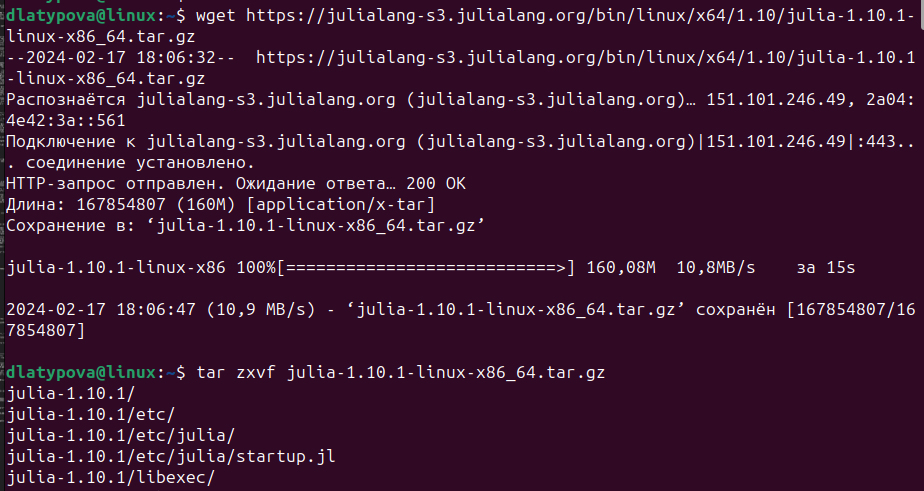 dlatypova@linux:~$ wget https://julialang-s3.julialang.org/bin/linux/x64/1.10/julia-1.10.1-
linux-x86_64.tar.gz
--2024-02-17 18:06:32--  https://julialang-s3.julialang.org/bin/linux/x64/1.10/julia-1.10.1
-linux-x86_64.tar.gz
Распознаётся julialang-s3.julialang.org (julialang-s3.julialang.org)… 151.101.246.49, 2a04:
4e42:3a::561
Подключение к julialang-s3.julialang.org (julialang-s3.julialang.org)|151.101.246.49|:443..
. соединение установлено.
HTTP-запрос отправлен. Ожидание ответа… 200 OK
Длина: 167854807 (160M) [application/x-tar]
Сохранение в: ‘julia-1.10.1-linux-x86_64.tar.gz’
julia-1.10.1-linux-x86 100%[===========================>] 160,08M  10,8MB/s    за 15s
2024-02-17 18:06:47 (10,9 MB/s) - ‘julia-1.10.1-linux-x86_64.tar.gz’ сохранён [167854807/16
7854807]
dlatypova@linux:~$ tar zxvf julia-1.10.1-linux-x86_64.tar.gz
julia-1.10.1/
julia-1.10.1/etc/
julia-1.10.1/etc/julia/
julia-1.10.1/etc/julia/startup.jl
julia-1.10.1/libexec/